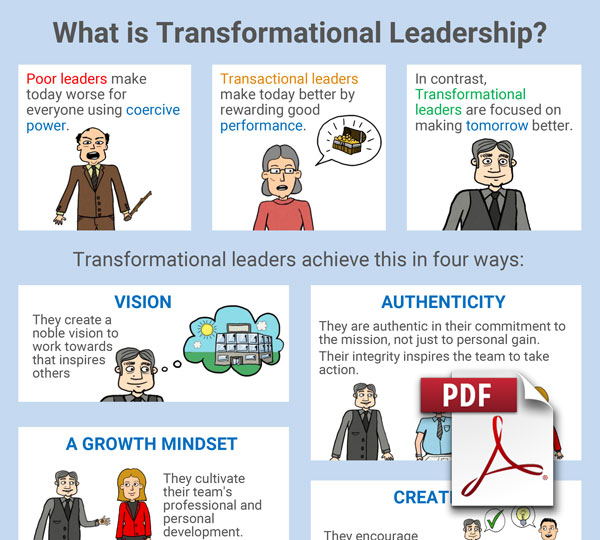 What is Transformational Leadership?
Poor leaders make
today worse for
everyone using coercive
power.
Transactional leaders
make today better by
rewarding good
performance.
In contrast,
Transformational
leaders are focused on
making tomorrow better.
Transformational leaders achieve this in four ways:
VISION
They create a
noble vision to
work towards
that inspires
others
AUTHENTICITY
They are authentic in their commitment to
the mission, not just to personal gain.
Their integrity inspires the team to take
action.
PDF
A GROWTH MINDSET
They cultivate
their team's
professional and
personal
development.
CREAT
They encourage